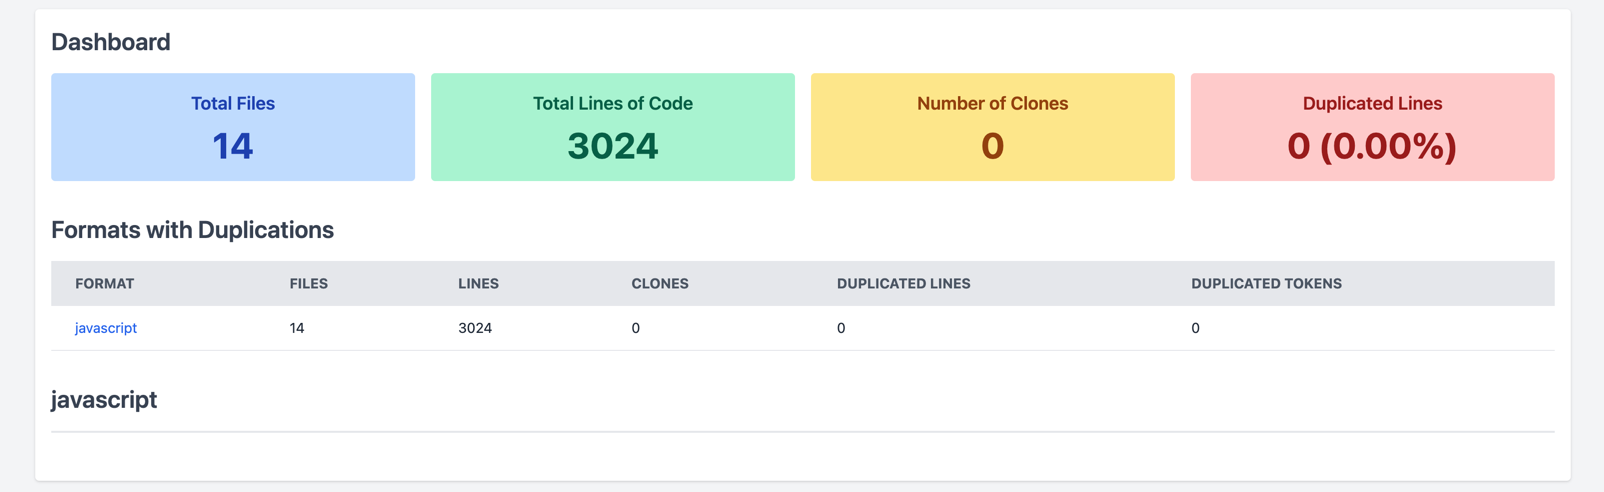 Dashboard
Total Files
14
Total Lines of Code
3024
Number of Clones
0
Duplicated Lines
0 (0.00%)
Formats with Duplications
FORMAT FILES LINES CLONES DUPLICATED LINES DUPLICATED TOKENS
javascript 14 3024 0 0 0
javascript